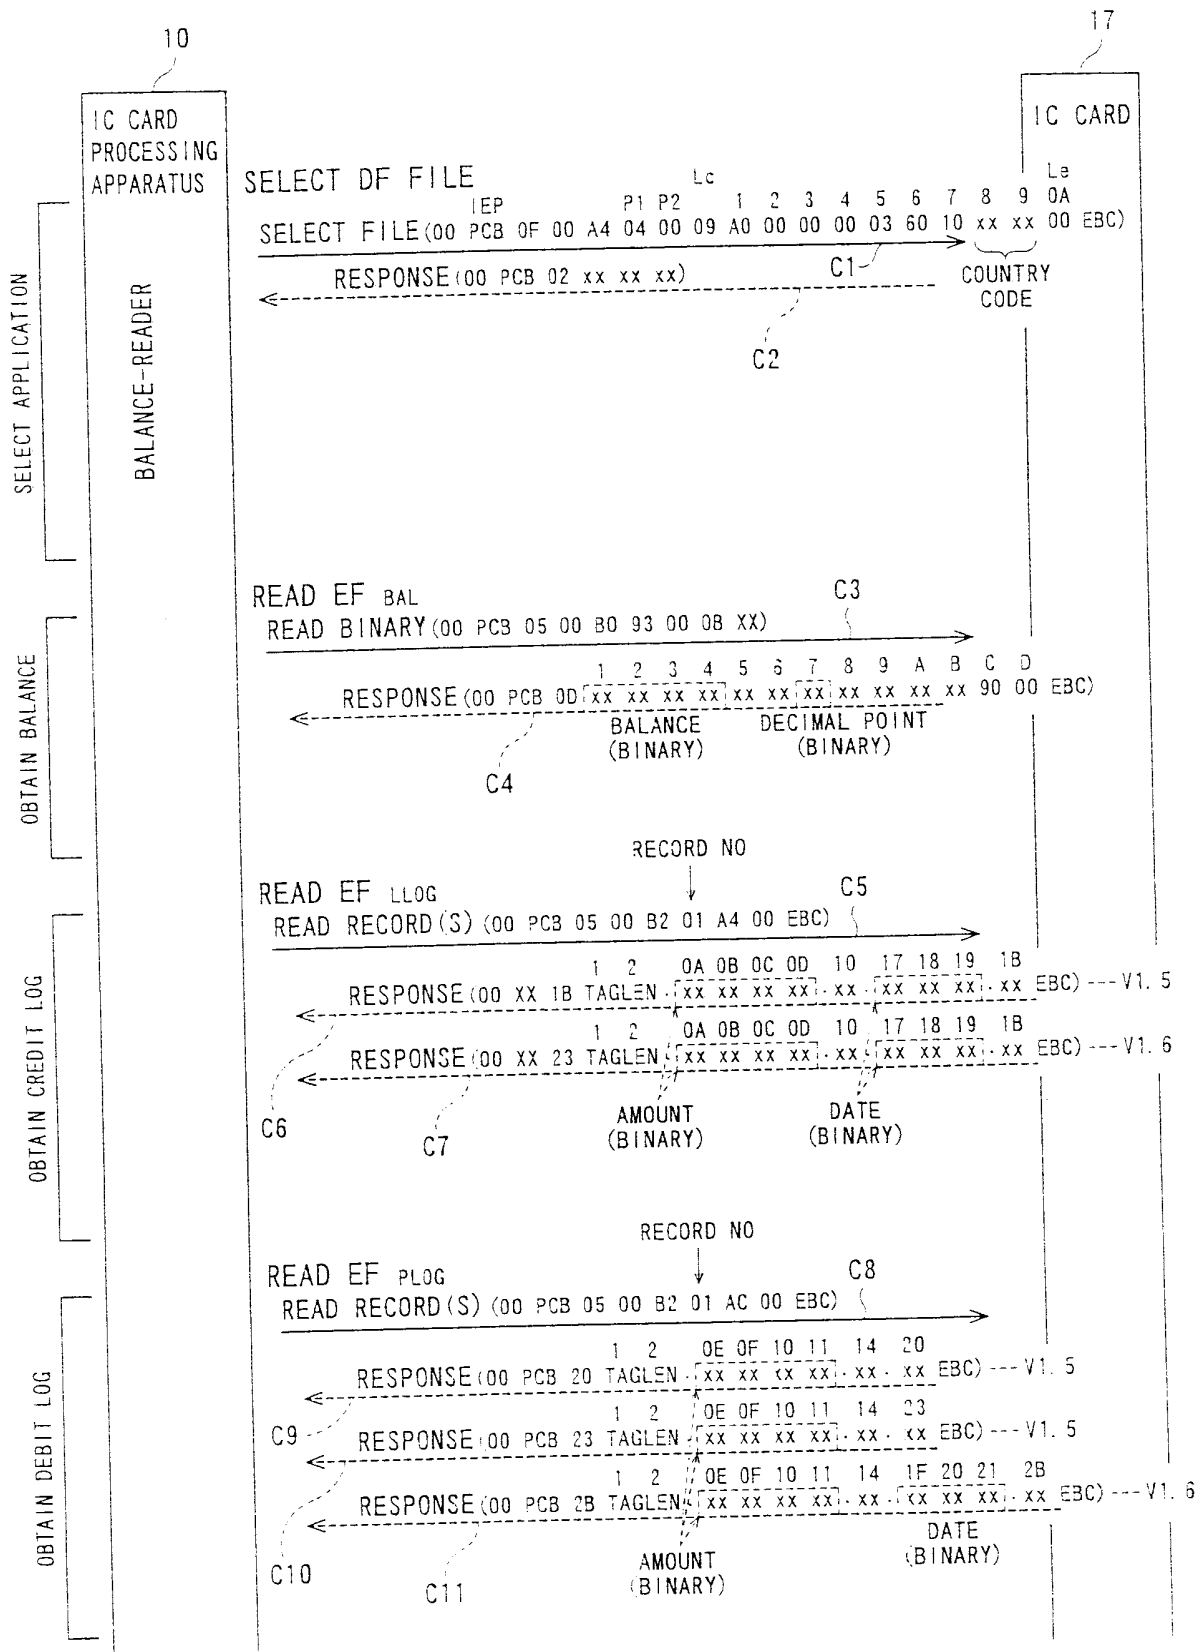 10
17
IC CARD
PROCESSING
APPARATUS
IC CARD
SELECT DF FILE
Lc
Le
IEP P1 P2 1 2 3 4 5 6 7 8 9 0A
SELECT FILE(00 PCB 0F 00 A4 04 00 09 A0 00 00 00 03 60 10 xx xx 00 EBC)
C1
RESPONSE(00 PCB 02 xx xx xx)
COUNTRY
CODE
C2
SELECT APPLICATION
BALANCE-READER
READ EF BAL
C3
READ BINARY(00 PCB 05 00 B0 93 00 0B XX)
1 2 3 4 5 6 7 8 9 A B C D
RESPONSE(00 PCB 0D xx xx xx xx xx xx xx xx xx xx xx 90 00 EBC)
BALANCE
(BINARY)
DECIMAL POINT
(BINARY)
C4
OBTAIN BALANCE
RECORD NO
READ EF LLOG
C5
READ RECORD(S) (00 PCB 05 00 B2 01 A4 00 EBC)
1 2 0A 0B 0C 0D 10 17 18 19 1B
RESPONSE(00 XX 1B TAGLEN · xx xx xx xx · xx · xx xx xx · xx EBC) --- V1.5
1 2 0A 0B 0C 0D 10 17 18 19 1B
RESPONSE(00 XX 23 TAGLEN · xx xx xx xx · xx · xx xx xx · xx EBC) --- V1.6
C6
C7
AMOUNT
(BINARY)
DATE
(BINARY)
OBTAIN CREDIT LOG
RECORD NO
READ EF PLOG
C8
READ RECORD(S) (00 PCB 05 00 B2 01 AC 00 EBC)
1 2 0E 0F 10 11 14 20
RESPONSE(00 PCB 20 TAGLEN · xx xx xx xx · xx · xx EBC) --- V1.5
C9
1 2 0E 0F 10 11 14 23
RESPONSE(00 PCB 23 TAGLEN · xx xx xx xx · xx · xx EBC) --- V1.5
1 2 0E 0F 10 11 14 1F 20 21 2B
RESPONSE(00 PCB 2B TAGLEN · xx xx xx xx · xx · xx xx xx · xx EBC) --- V1.6
C10
C11
AMOUNT
(BINARY)
DATE
(BINARY)
OBTAIN DEBIT LOG